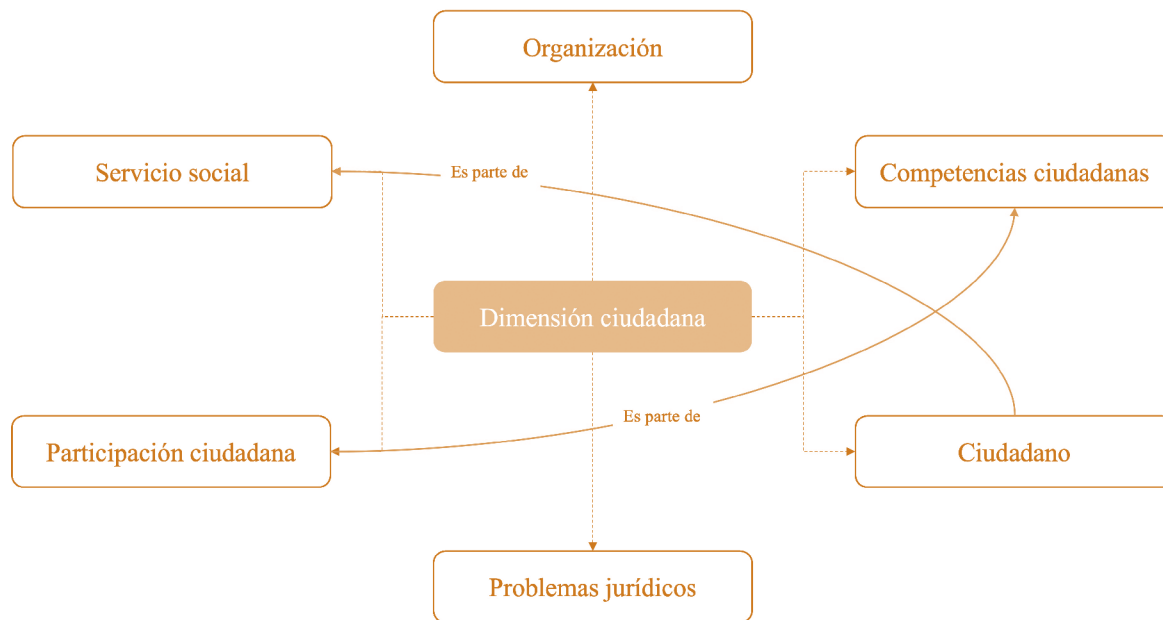 Organización
Servicio social
Es parte de
Competencias ciudadanas
Dimensión ciudadana
Es parte de
Participación ciudadana
Ciudadano
Problemas jurídicos